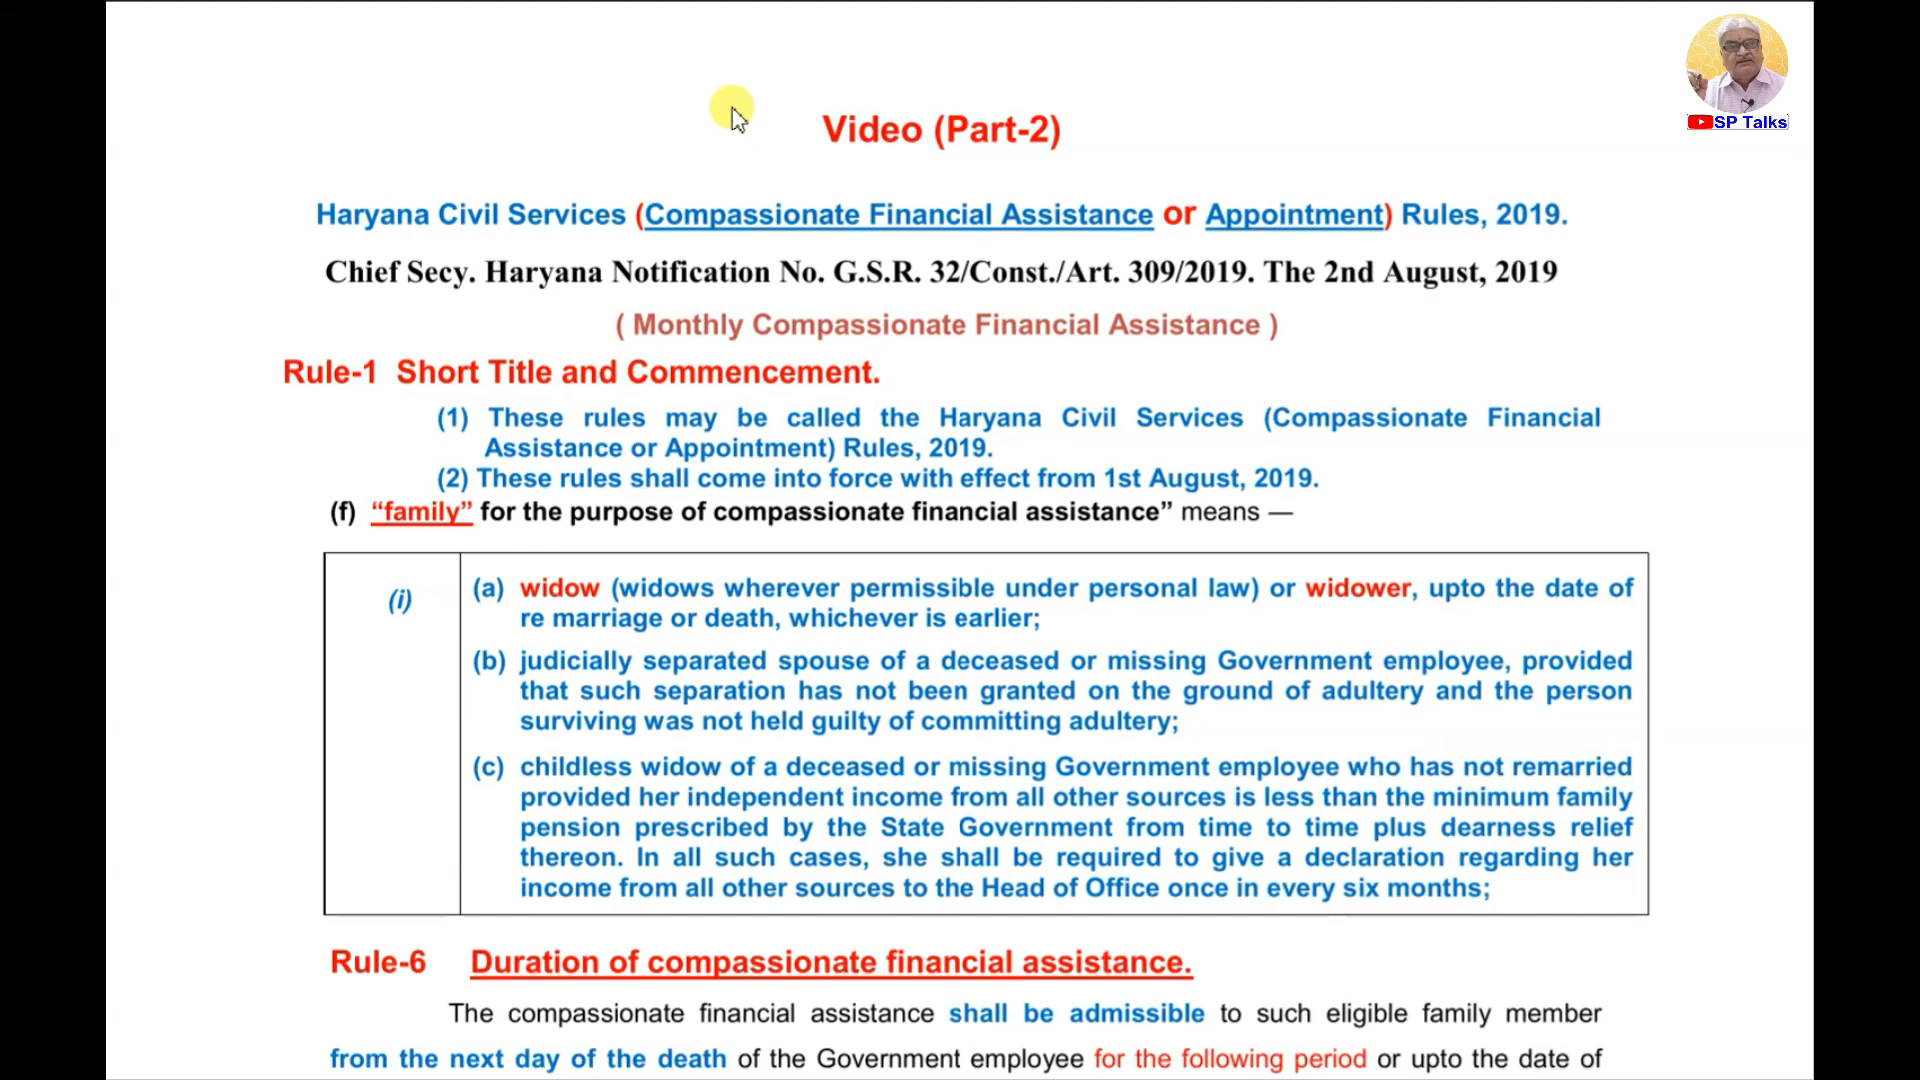 SP Talks
Video (Part-2)
Haryana Civil Services (Compassionate Financial Assistance or Appointment) Rules, 2019.
Chief Secy. Haryana Notification No. G.S.R. 32/Const./Art. 309/2019. The 2nd August, 2019
( Monthly Compassionate Financial Assistance )
Rule-1 Short Title and Commencement.
(1) These rules may be called the Haryana Civil Services (Compassionate Financial
Assistance or Appointment) Rules, 2019.
(2) These rules shall come into force with effect from 1st August, 2019.
(f) “family” for the purpose of compassionate financial assistance” means —
(i)
(a) widow (widows wherever permissible under personal law) or widower, upto the date of
re marriage or death, whichever is earlier;
(b) judicially separated spouse of a deceased or missing Government employee, provided
that such separation has not been granted on the ground of adultery and the person
surviving was not held guilty of committing adultery;
(c) childless widow of a deceased or missing Government employee who has not remarried
provided her independent income from all other sources is less than the minimum family
pension prescribed by the State Government from time to time plus dearness relief
thereon. In all such cases, she shall be required to give a declaration regarding her
income from all other sources to the Head of Office once in every six months;
Rule-6 Duration of compassionate financial assistance.
The compassionate financial assistance shall be admissible to such eligible family member
from the next day of the death of the Government employee for the following period or upto the date of